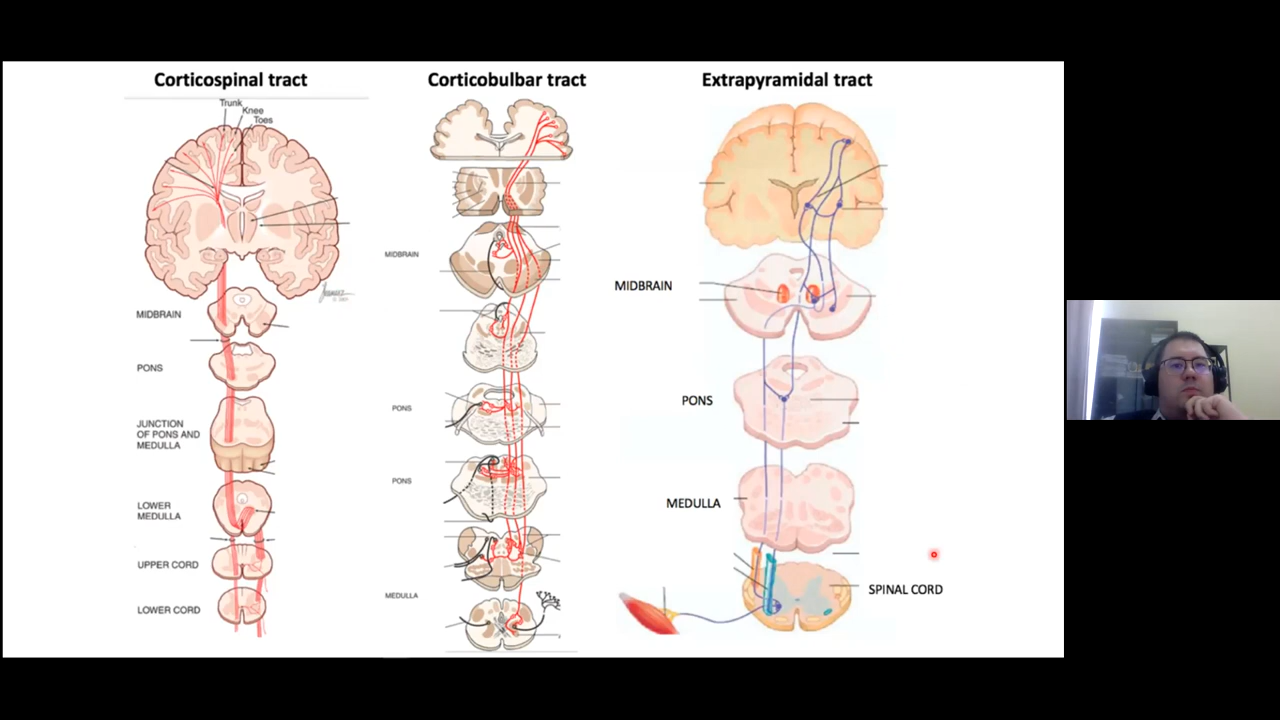 Corticospinal tract
Trunk
Knee
Toes
MIDBRAIN
PONS
JUNCTION
OF PONS AND
MEDULLA
LOWER
MEDULLA
UPPER CORD
LOWER CORD
Corticobulbar tract
MIDBRAIN
PONS
PONS
MEDULLA
Extrapyramidal tract
MIDBRAIN
PONS
MEDULLA
SPINAL CORD